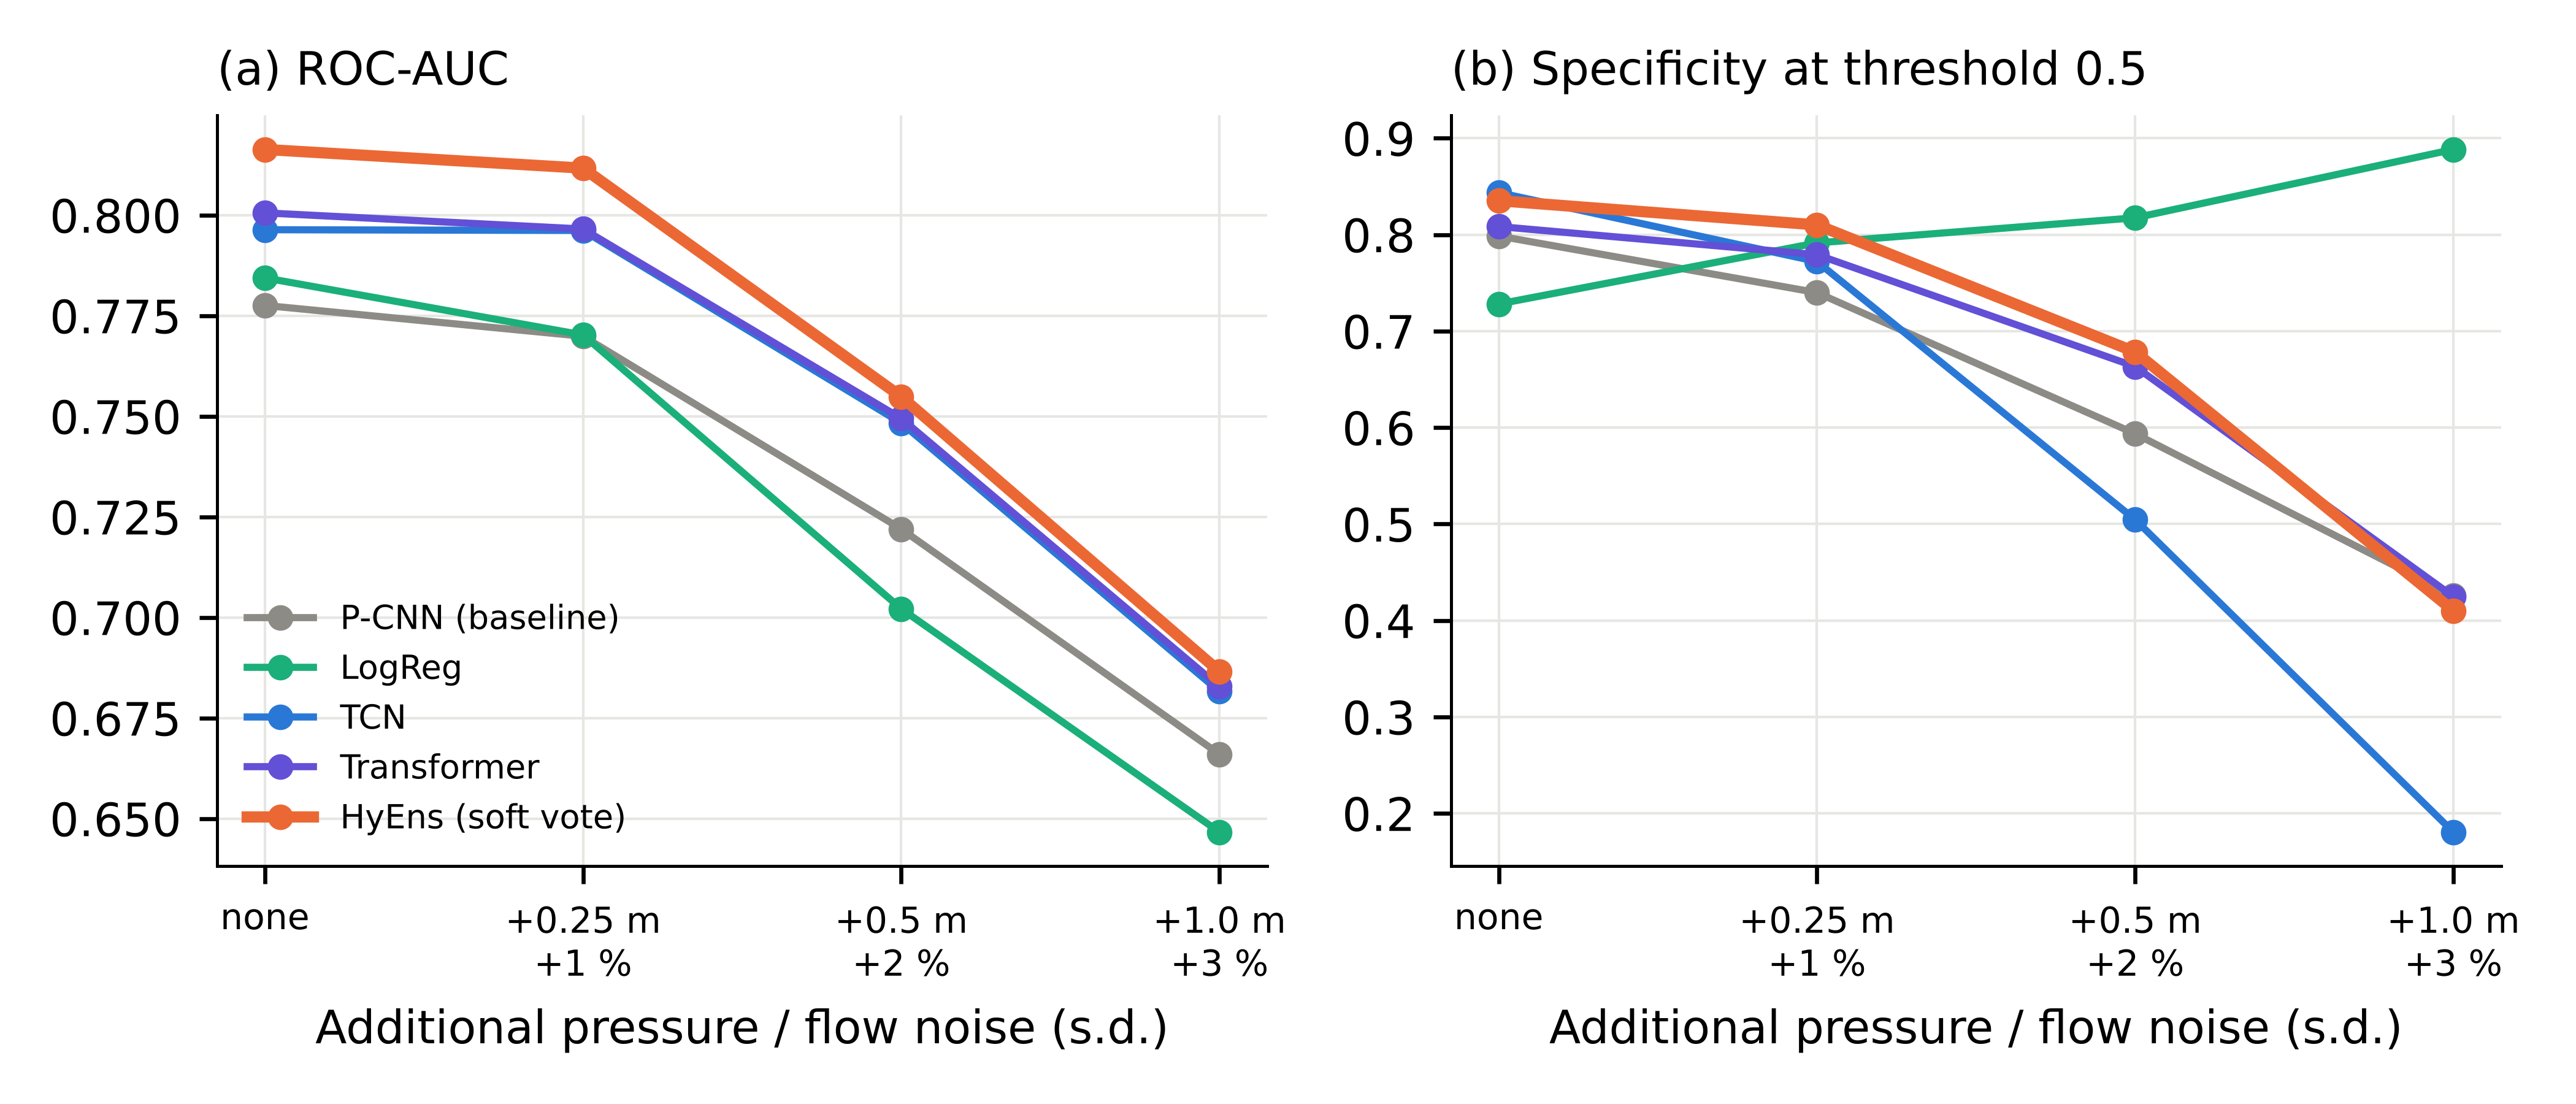 (a) ROC-AUC
0.800
0.775
0.750
0.725
0.700
0.675
0.650
P-CNN (baseline)
LogReg
TCN
Transformer
HyEns (soft vote)
none
+0.25 m
+1 %
+0.5 m
+2 %
+1.0 m
+3 %
Additional pressure / flow noise (s.d.)
(b) Specificity at threshold 0.5
0.9
0.8
0.7
0.6
0.5
0.4
0.3
0.2
none
+0.25 m
+1 %
+0.5 m
+2 %
+1.0 m
+3 %
Additional pressure / flow noise (s.d.)